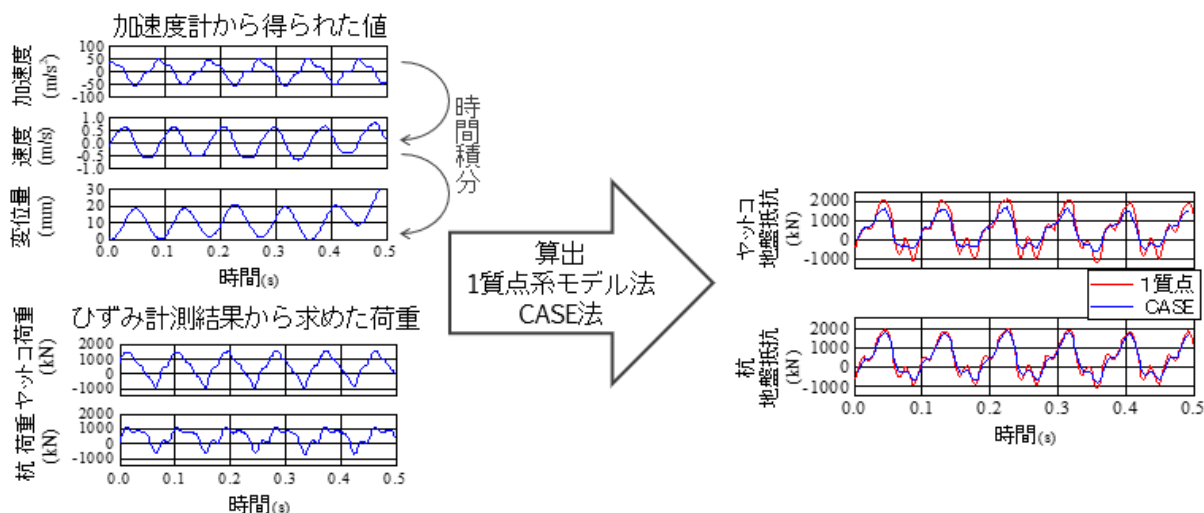 加速度計から得られた値
加速度
(m/s²)
100
50
0
-50
-100
速度
(m/s)
1.0
0.5
0.0
-0.5
-1.0
変位量
(mm)
30
20
10
0
0.0 0.1 0.2 0.3 0.4 0.5
時間(s)
時間積分
ひずみ計測結果から求めた荷重
ヤットコ荷重
(kN)
2000
1000
0
-1000
杭 荷重
(kN)
2000
1000
0
-1000
0.0 0.1 0.2 0.3 0.4 0.5
時間(s)
算出
1質点系モデル法
CASE法
ヤットコ
地盤抵抗
(kN)
2000
1000
0
-1000
1質点
CASE
杭
地盤抵抗
(kN)
2000
1000
0
-1000
0.0 0.1 0.2 0.3 0.4 0.5
時間(s)